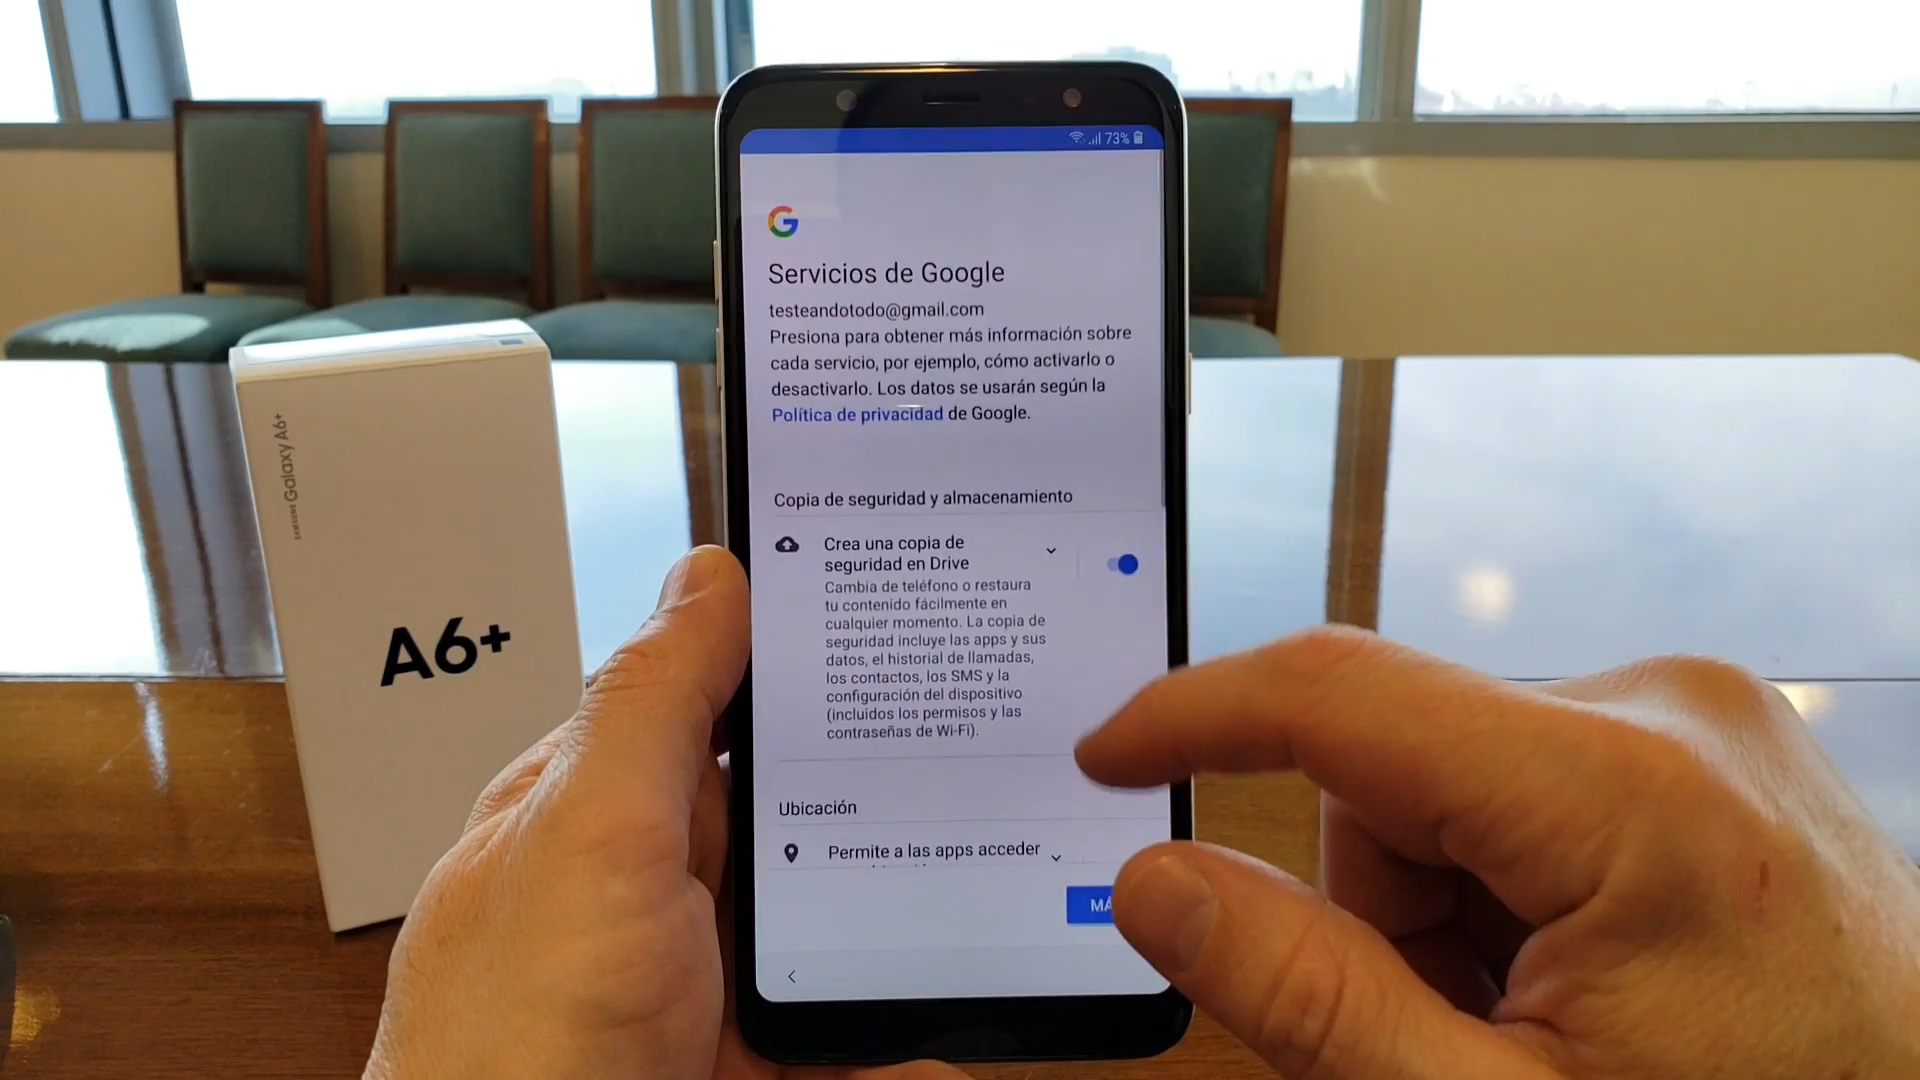 73%
Servicios de Google
testeandotodo@gmail.com
Presiona para obtener más información sobre
cada servicio, por ejemplo, cómo activarlo o
desactivarlo. Los datos se usarán según la
Política de privacidad de Google.
Copia de seguridad y almacenamiento
Crea una copia de
seguridad en Drive
Cambia de teléfono o restaura
tu contenido fácilmente en
cualquier momento. La copia de
seguridad incluye las apps y sus
datos, el historial de llamadas,
los contactos, los SMS y la
configuración del dispositivo
(incluidos los permisos y las
contraseñas de Wi-Fi).
Ubicación
Permite a las apps acceder
SAMSUNG Galaxy A6+
A6+